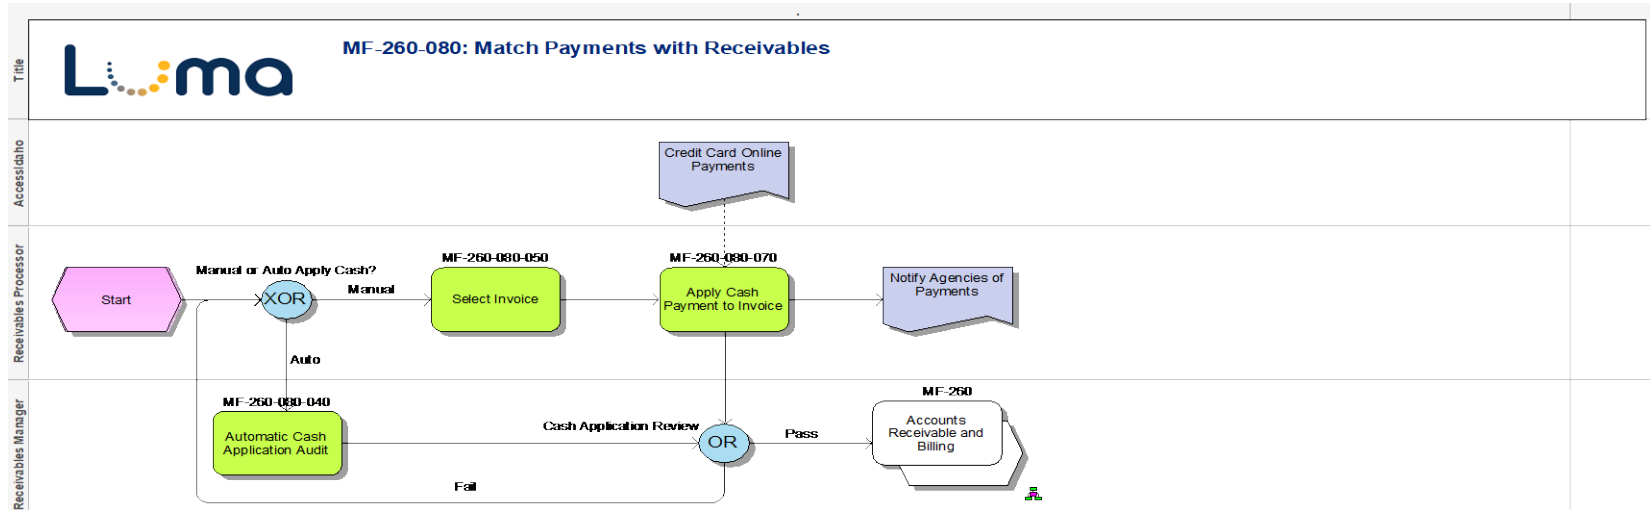 Title
Luma
MF-260-080: Match Payments with Receivables
AccessIdaho
Credit Card Online
Payments
Receivables Processor
Start
Manual or Auto Apply Cash?
XOR
Manual
Auto
MF-260-080-050
Select Invoice
MF-260-080-070
Apply Cash
Payment to Invoice
Notify Agencies of
Payments
Receivables Manager
MF-260-080-040
Automatic Cash
Application Audit
Cash Application Review
OR
Pass
Fail
MF-260
Accounts
Receivable and
Billing